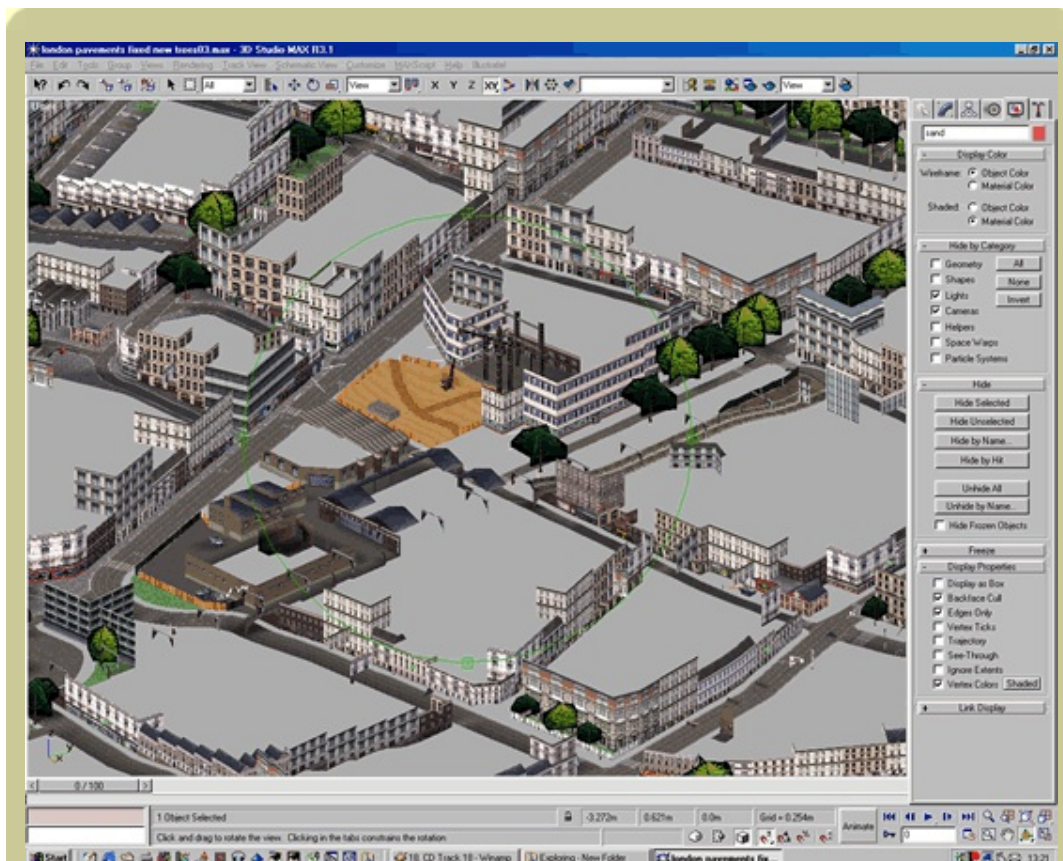 london pavements fixed new trees03.max - 3D Studio MAX R3.1
File Edit Tools Group Views Rendering Track View Schematic View Customize MAXScript Help Illustrate!
All View View
X Y Z XY
User
sand
- Display Color
Wireframe: Object Color
Material Color
Shaded: Object Color
Material Color
- Hide by Category
Geometry All
Shapes None
Lights Invert
Cameras
Helpers
Space Warps
Particle Systems
- Hide
Hide Selected
Hide Unselected
Hide by Name...
Hide by Hit
Unhide All
Unhide by Name...
Hide Frozen Objects
+ Freeze
- Display Properties
Display as Box
Backface Cull
Edges Only
Vertex Ticks
Trajectory
See-Through
Ignore Extents
Vertex Colors Shaded
+ Link Display
< 0 / 100 >
1 Object Selected -3.272m 0.621m 0.0m Grid = 0.254m Animate
Click and drag to rotate the view. Clicking in the tabs constrains the rotation 0
Start 18. CD Track 18 - Winamp Exploring - New Folder london pavements fix...